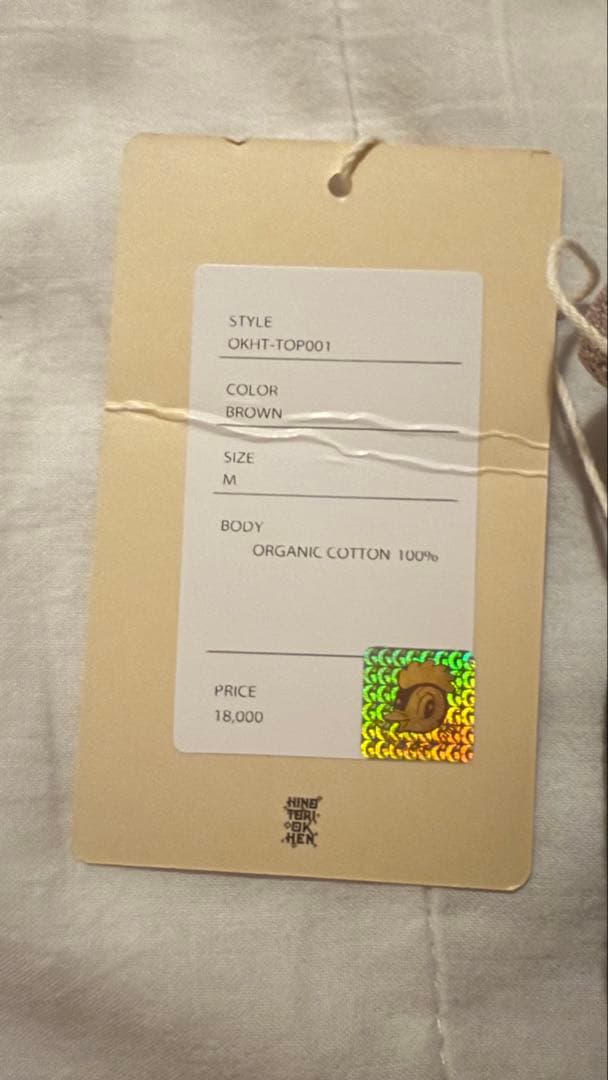 STYLE
OKHT-TOP001
COLOR
BROWN
SIZE
M
BODY
ORGANIC COTTON 100%
PRICE
18,000
HINO
TORI
OK
HEN